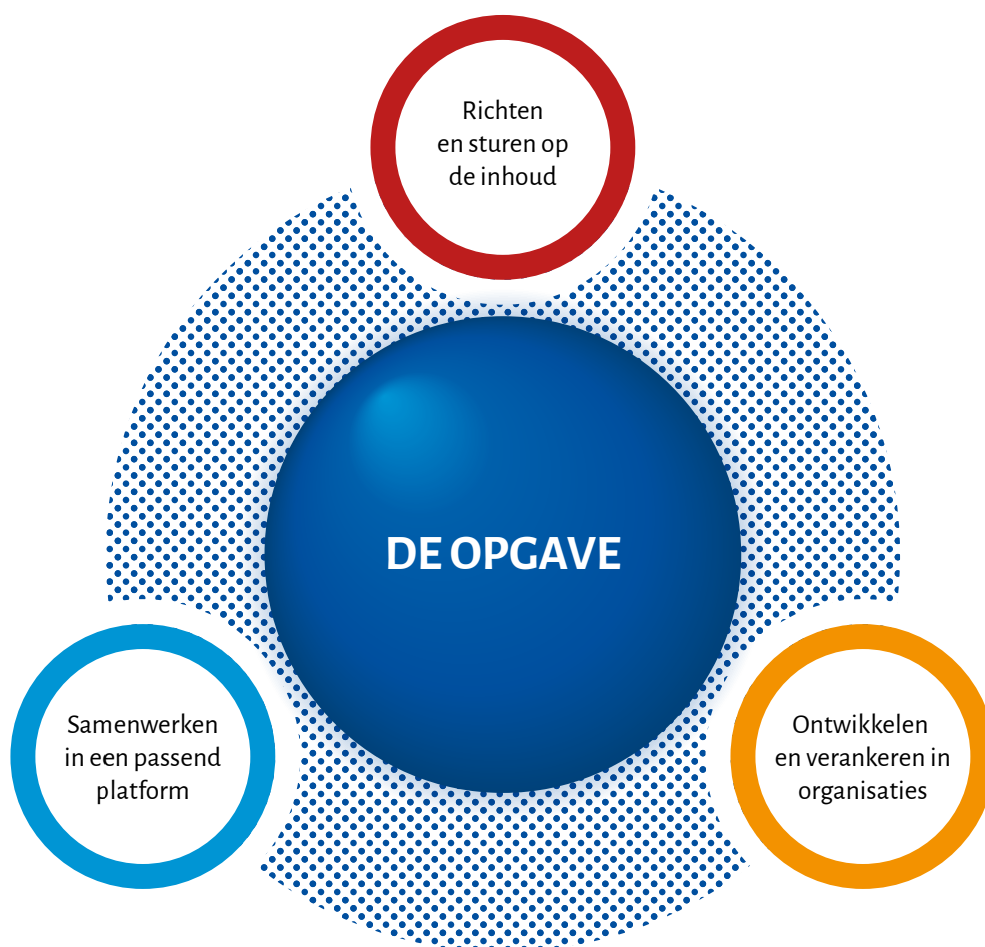 Richten
en sturen op
de inhoud
DE OPGAVE
Samenwerken
in een passend
platform
Ontwikkelen
en verankeren in
organisaties